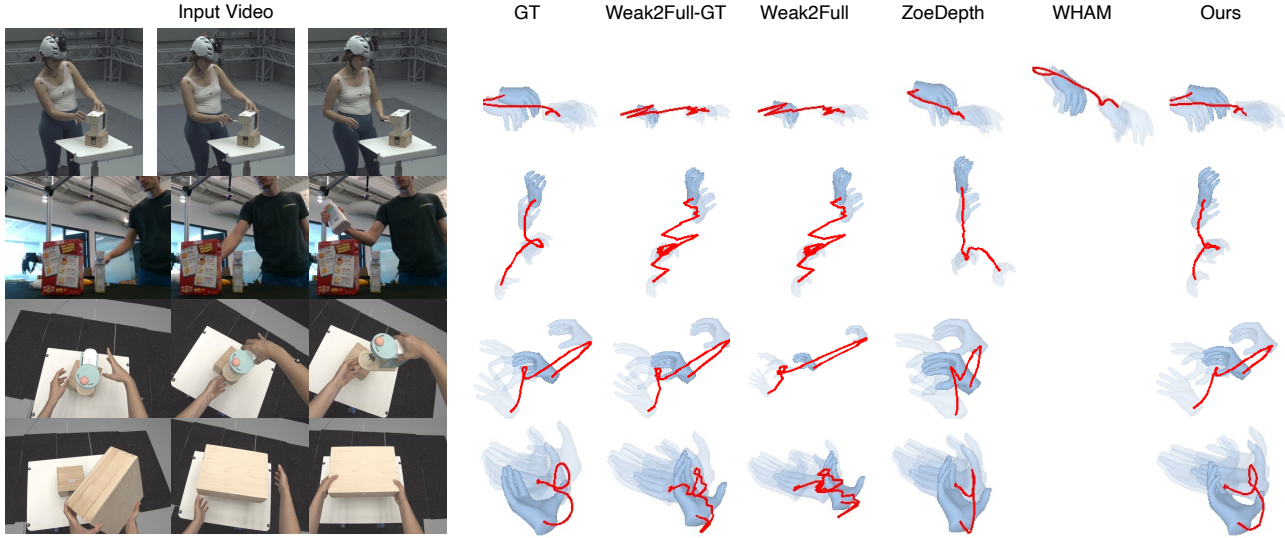 Input Video
GT
Weak2Full-GT
Weak2Full
ZoeDepth
WHAM
Ours